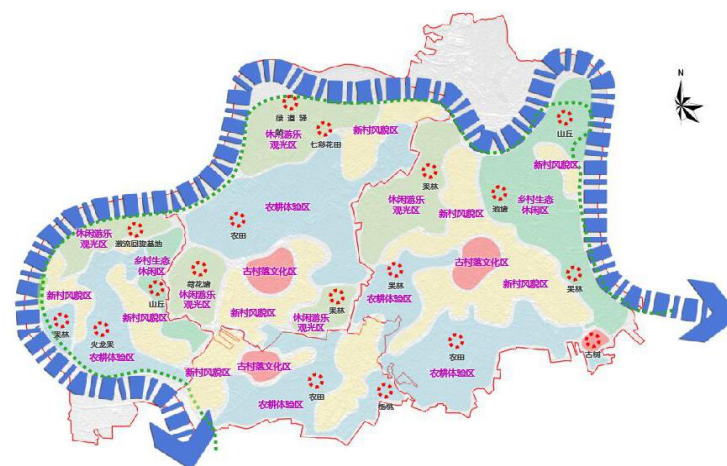 N
绿道驿站
七彩花田
新村风貌区
休闲游乐
观光区
山丘
新村风貌区
果林
池塘
乡村生态
休闲区
休闲游乐
观光区
新村风貌区
农耕体验区
农田
休闲游乐
观光区
激流回旋基地
乡村生态
休闲区
山丘
荷花塘
休闲游乐
观光区
古村落文化区
古村落文化区
果林
果林
新村风貌区
新村风貌区
农耕体验区
新村风貌区
果林
火龙果
新村风貌区
农耕体验区
新村风貌区
果林
休闲游乐
观光区
农田
古树
新村风貌区
古村落文化区
农耕体验区
农田
农耕体验区